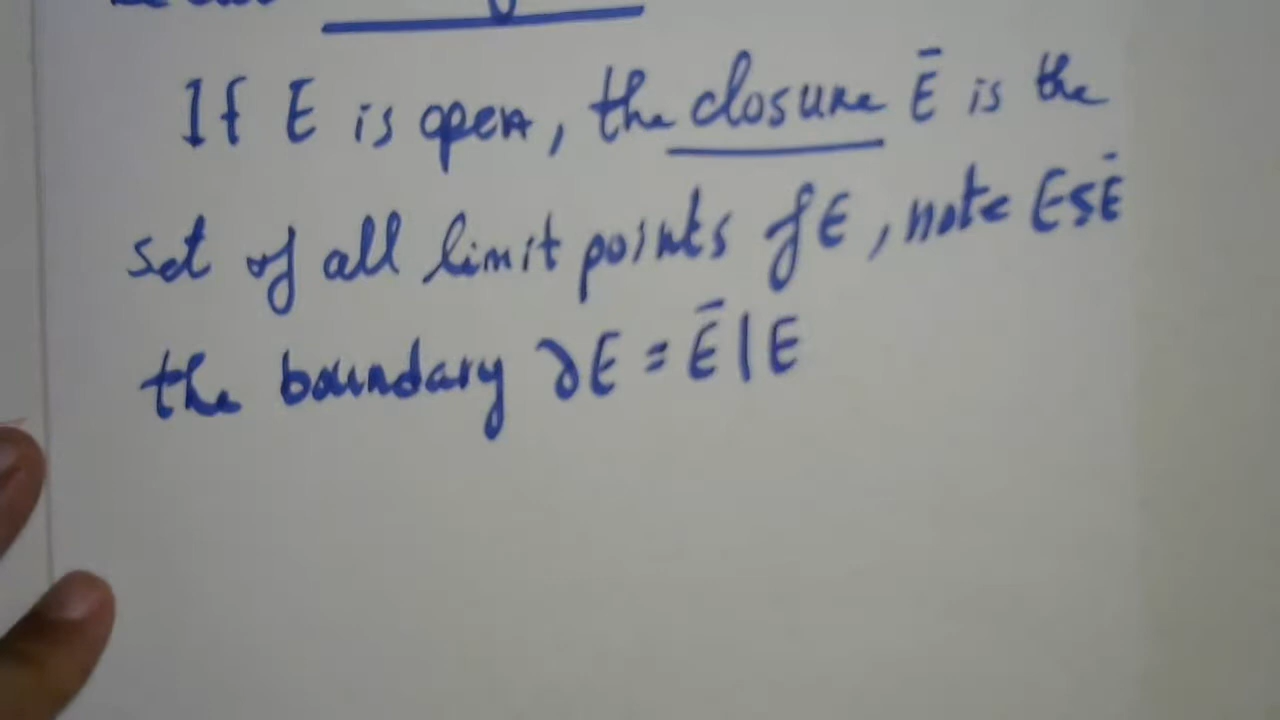 If E is open, the closure Ē is the
set of all limit points of E, note E ⊆ Ē
the boundary ∂E = Ē \ E